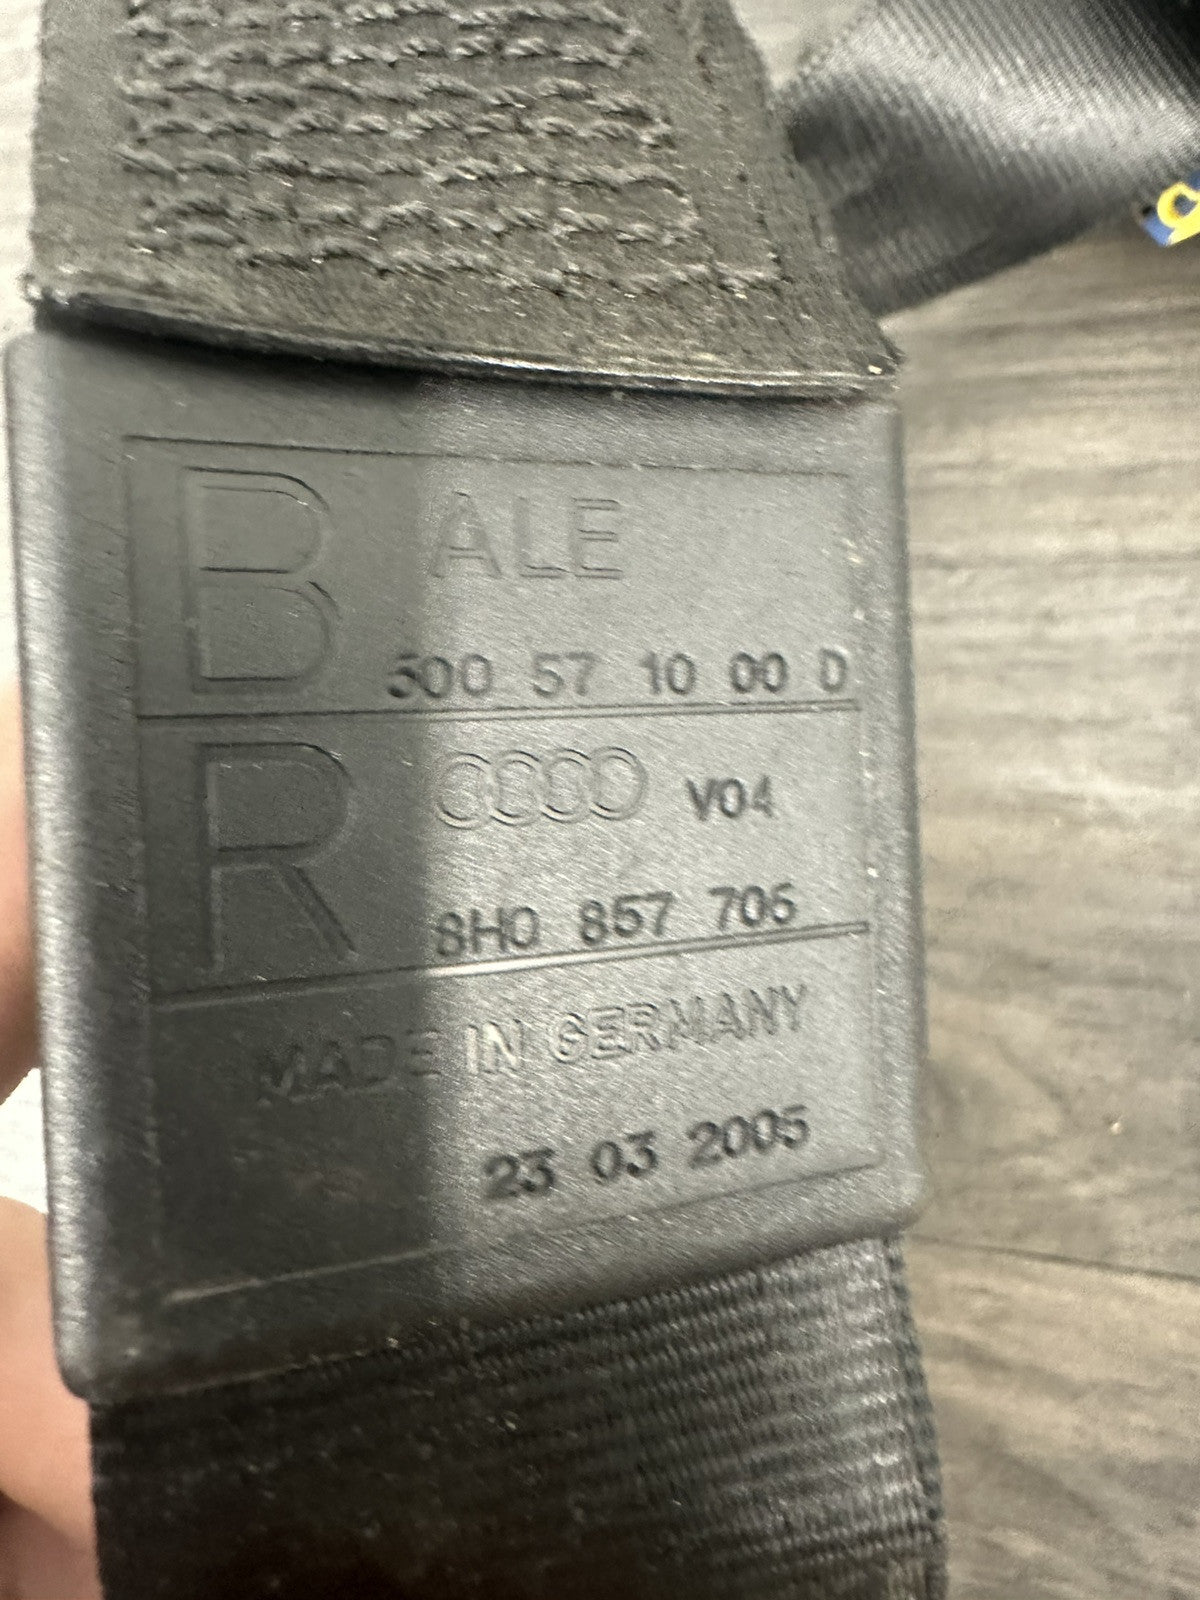 B ALE
500 57 10 00 D
R V04
8H0 857 706
MADE IN GERMANY
23 03 2005